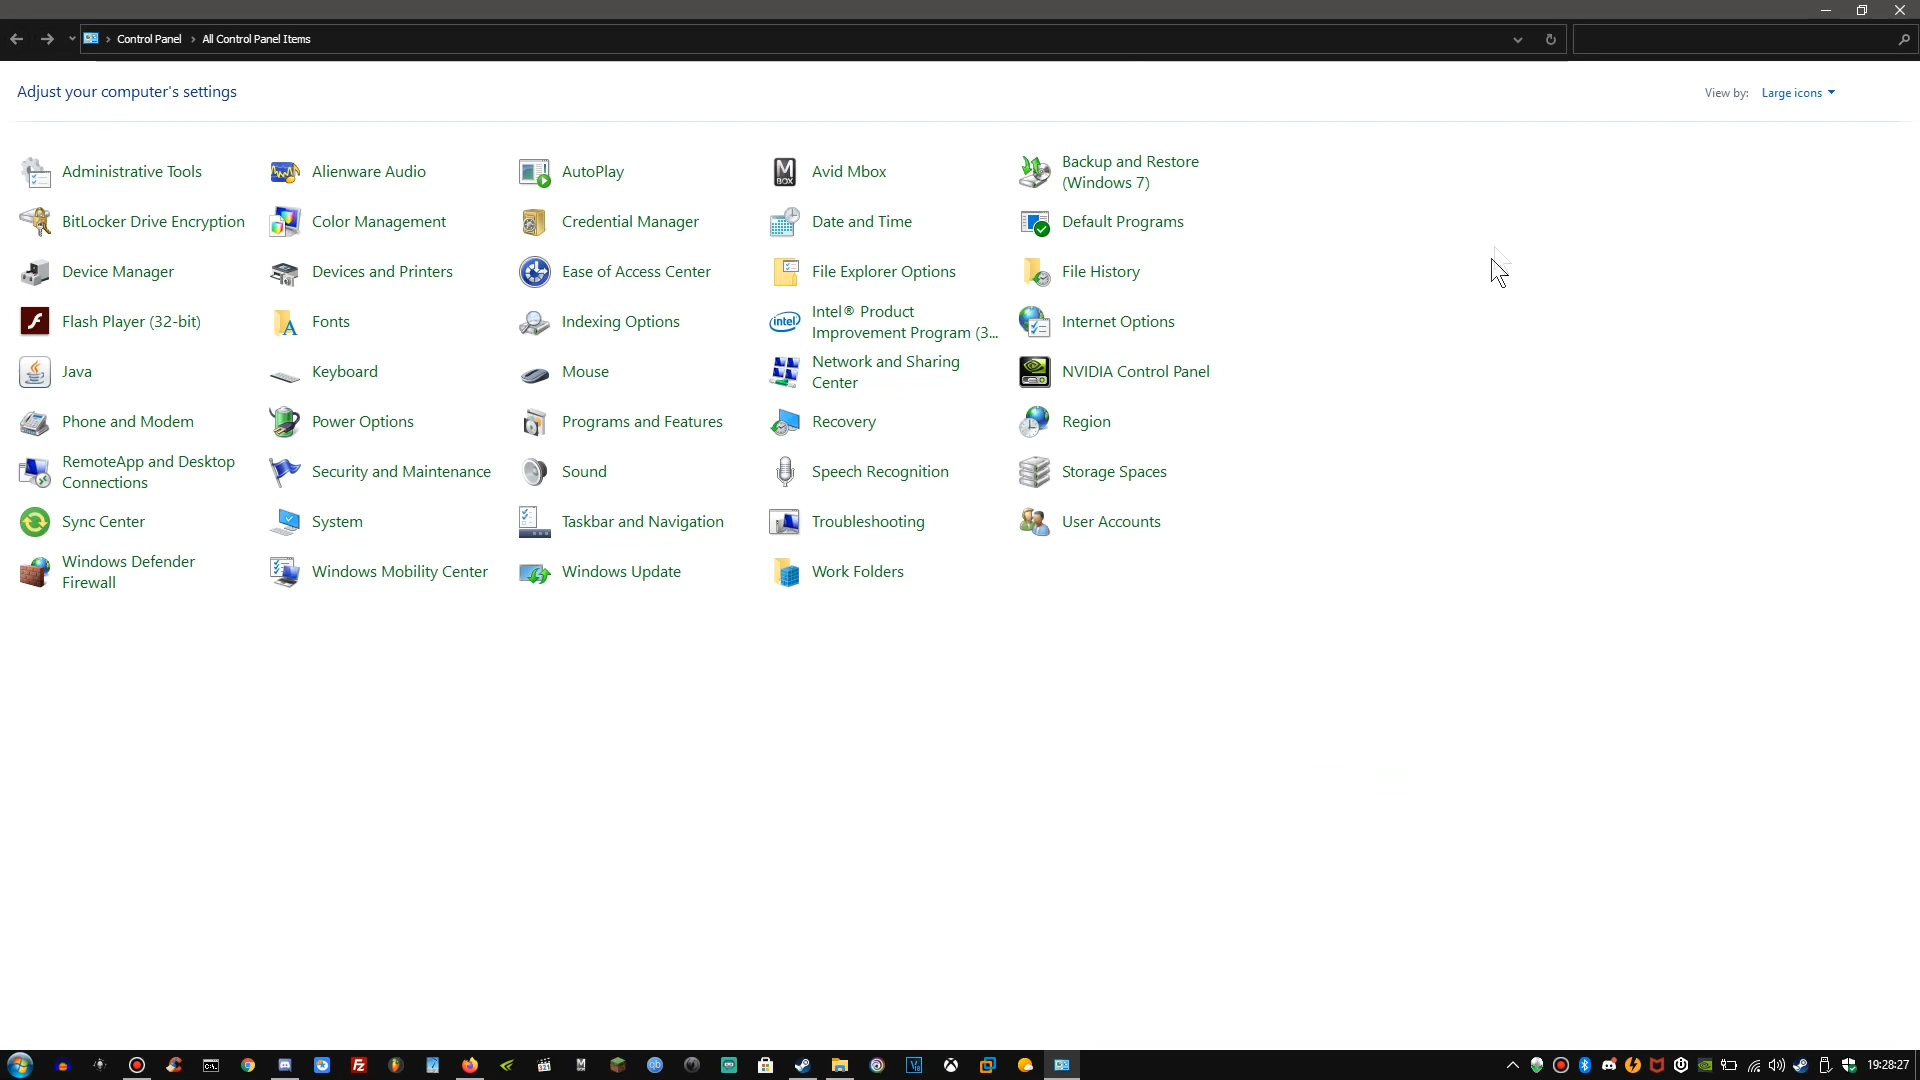 Control Panel
All Control Panel Items
Adjust your computer's settings
View by:
Large icons
Administrative Tools
Alienware Audio
AutoPlay
Avid Mbox
Backup and Restore
(Windows 7)
BitLocker Drive Encryption
Color Management
Credential Manager
Date and Time
Default Programs
Device Manager
Devices and Printers
Ease of Access Center
File Explorer Options
File History
Flash Player (32-bit)
Fonts
Indexing Options
Intel® Product
Improvement Program (3...
Internet Options
Java
Keyboard
Mouse
Network and Sharing
Center
NVIDIA Control Panel
Phone and Modem
Power Options
Programs and Features
Recovery
Region
RemoteApp and Desktop
Connections
Security and Maintenance
Sound
Speech Recognition
Storage Spaces
Sync Center
System
Taskbar and Navigation
Troubleshooting
User Accounts
Windows Defender
Firewall
Windows Mobility Center
Windows Update
Work Folders
19:28:27